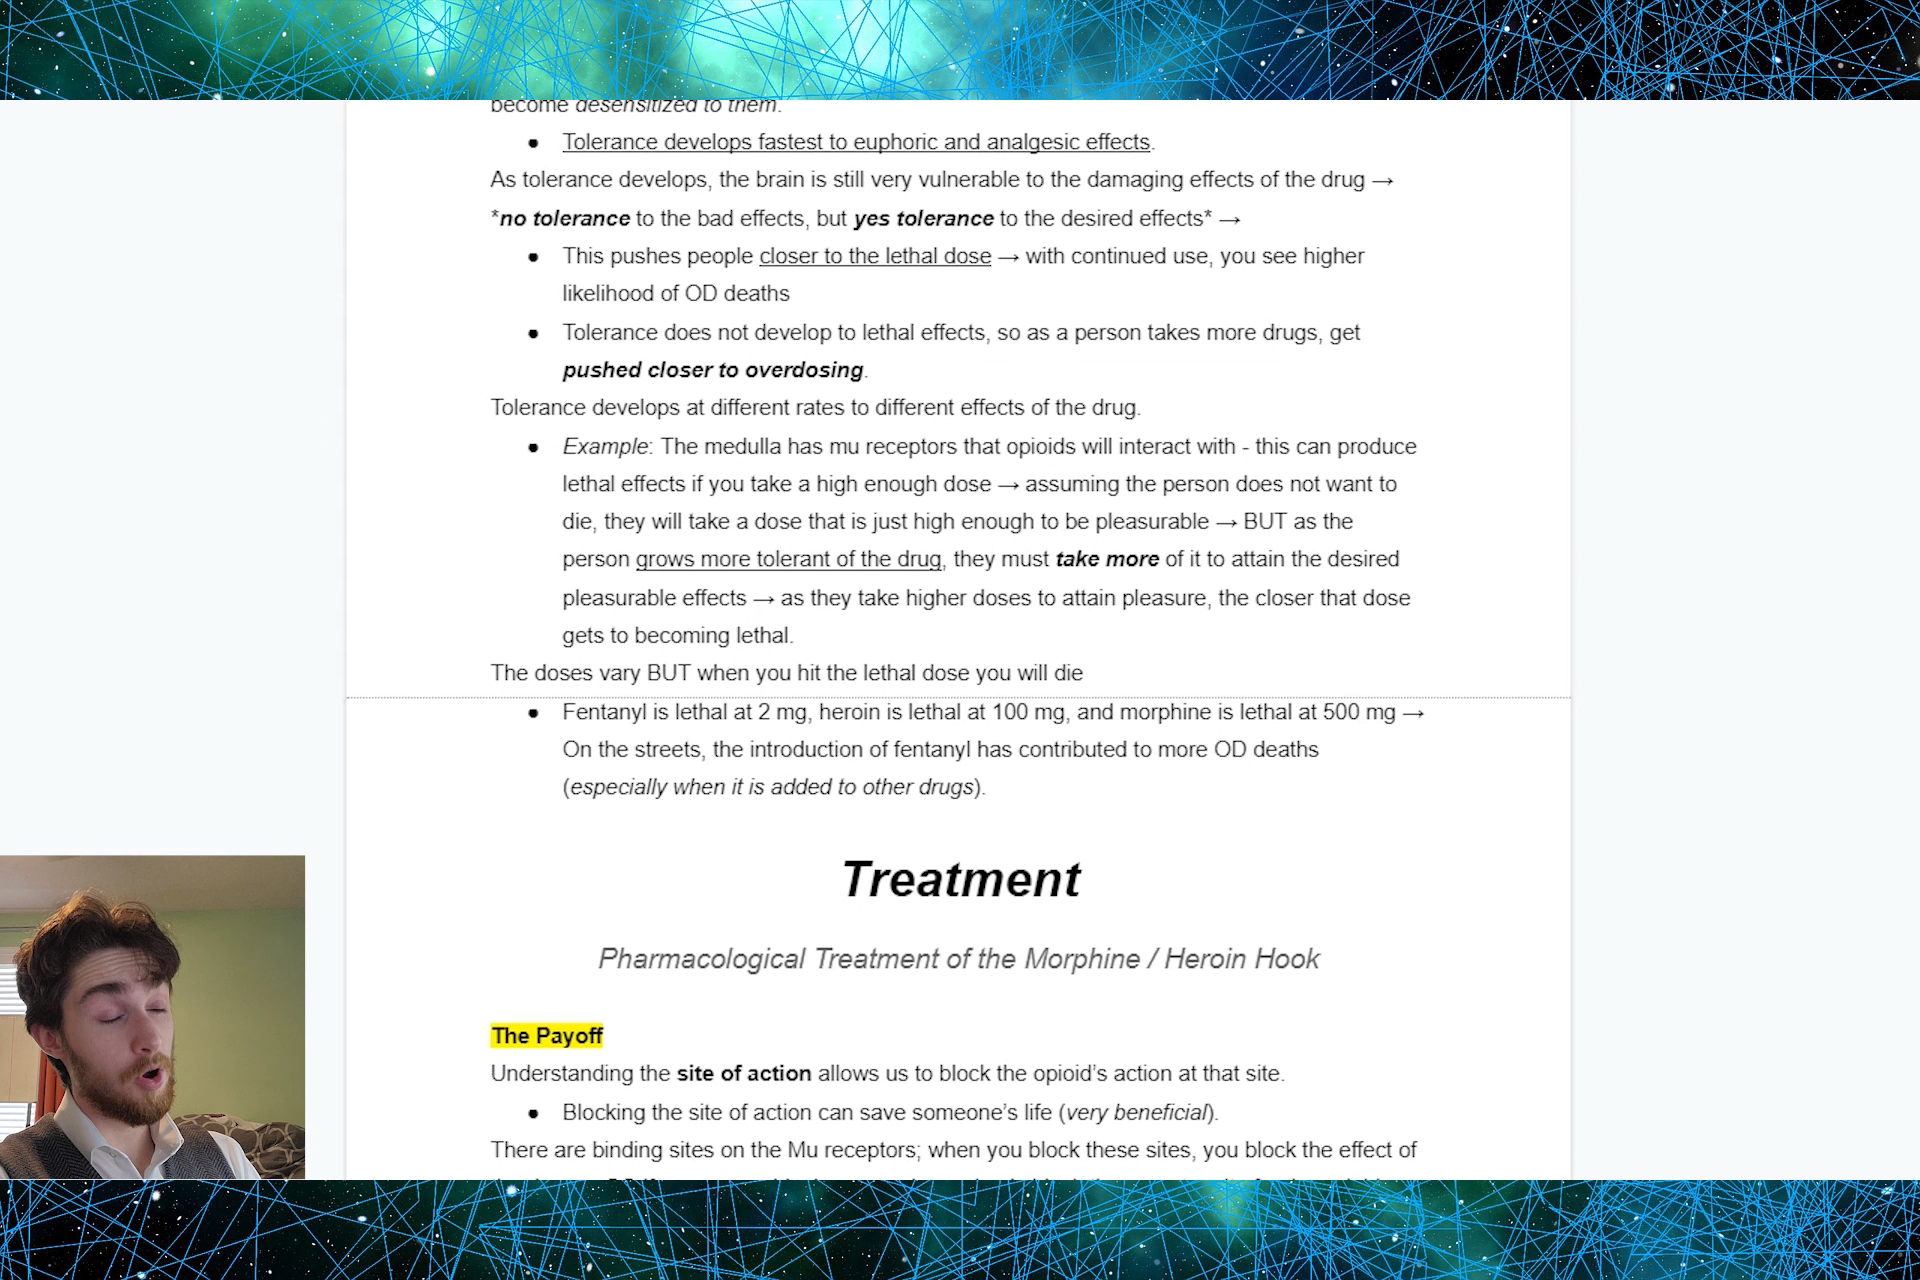 become desensitized to them.
● Tolerance develops fastest to euphoric and analgesic effects.
As tolerance develops, the brain is still very vulnerable to the damaging effects of the drug →
*no tolerance to the bad effects, but yes tolerance to the desired effects* →
● This pushes people closer to the lethal dose → with continued use, you see higher
likelihood of OD deaths
● Tolerance does not develop to lethal effects, so as a person takes more drugs, get
pushed closer to overdosing.
Tolerance develops at different rates to different effects of the drug.
● Example: The medulla has mu receptors that opioids will interact with - this can produce
lethal effects if you take a high enough dose → assuming the person does not want to
die, they will take a dose that is just high enough to be pleasurable → BUT as the
person grows more tolerant of the drug, they must take more of it to attain the desired
pleasurable effects → as they take higher doses to attain pleasure, the closer that dose
gets to becoming lethal.
The doses vary BUT when you hit the lethal dose you will die
● Fentanyl is lethal at 2 mg, heroin is lethal at 100 mg, and morphine is lethal at 500 mg →
On the streets, the introduction of fentanyl has contributed to more OD deaths
(especially when it is added to other drugs).
Treatment
Pharmacological Treatment of the Morphine / Heroin Hook
The Payoff
Understanding the site of action allows us to block the opioid's action at that site.
● Blocking the site of action can save someone's life (very beneficial).
There are binding sites on the Mu receptors; when you block these sites, you block the effect of